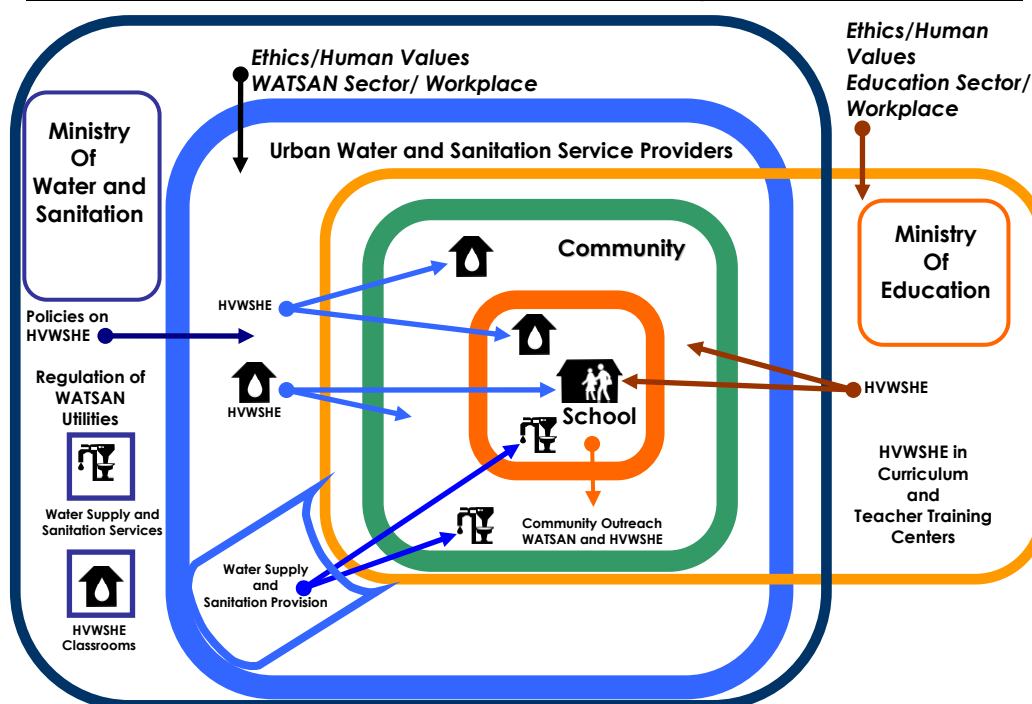 Ethics/Human Values
WATSAN Sector/ Workplace
Ethics/Human
Values
Education Sector/
Workplace
Ministry
Of
Water and
Sanitation
Urban Water and Sanitation Service Providers
Community
Ministry
Of
Education
HVWSHE
Policies on
HVWSHE
HVWSHE
HVWSHE
School
Regulation of
WATSAN
Utilities
Water Supply and
Sanitation Services
HVWSHE
Classrooms
Water Supply
and
Sanitation Provision
Community Outreach
WATSAN and HVWSHE
HVWSHE in
Curriculum
and
Teacher Training
Centers